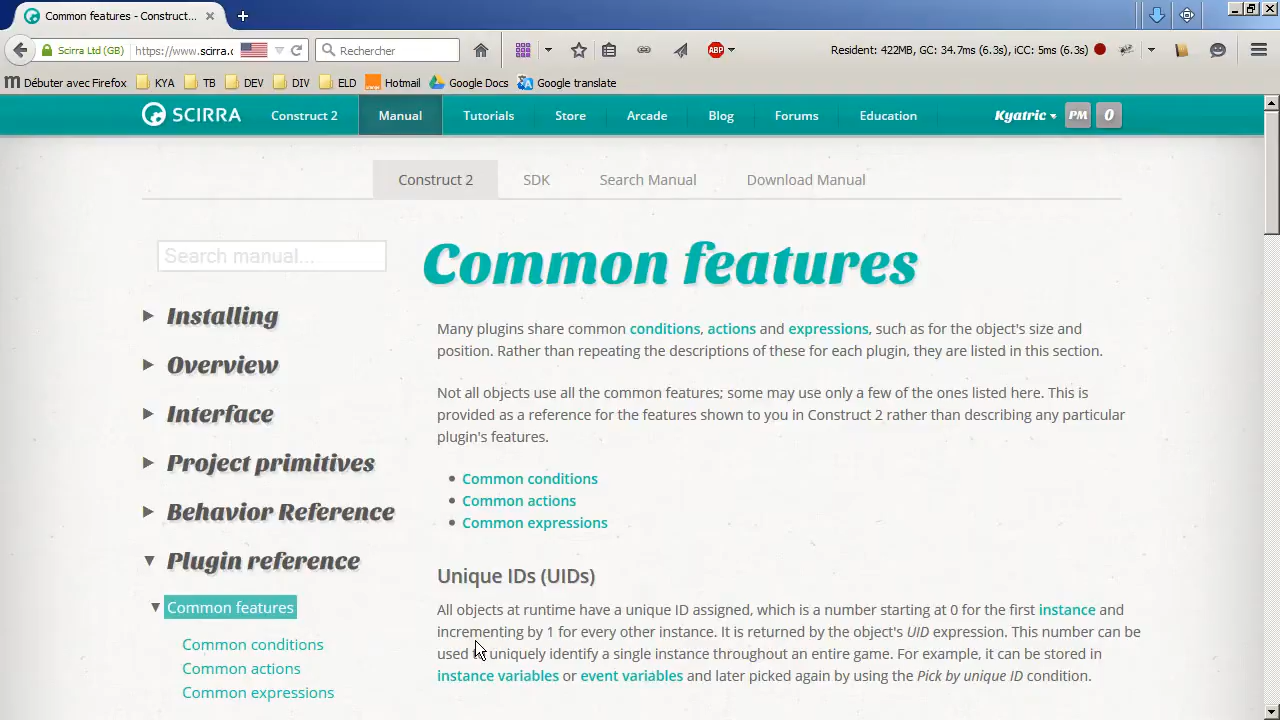 Common features - Construct...
Scirra Ltd (GB)
https://www.scirra.c
Rechercher
ABP
Resident: 422MB, GC: 34.7ms (6.3s), iCC: 5ms (6.3s)
Débuter avec Firefox KYA TB DEV DIV ELD Hotmail Google Docs Google translate
SCIRRA Construct 2 Manual Tutorials Store Arcade Blog Forums Education Kyatric PM 0
Construct 2 SDK Search Manual Download Manual
Search manual...
Installing
Overview
Interface
Project primitives
Behavior Reference
Plugin reference
Common features
Common conditions
Common actions
Common expressions
Common features
Many plugins share common conditions, actions and expressions, such as for the object's size and
position. Rather than repeating the descriptions of these for each plugin, they are listed in this section.
Not all objects use all the common features; some may use only a few of the ones listed here. This is
provided as a reference for the features shown to you in Construct 2 rather than describing any particular
plugin's features.
Common conditions
Common actions
Common expressions
Unique IDs (UIDs)
All objects at runtime have a unique ID assigned, which is a number starting at 0 for the first instance and
incrementing by 1 for every other instance. It is returned by the object's UID expression. This number can be
used to uniquely identify a single instance throughout an entire game. For example, it can be stored in
instance variables or event variables and later picked again by using the Pick by unique ID condition.